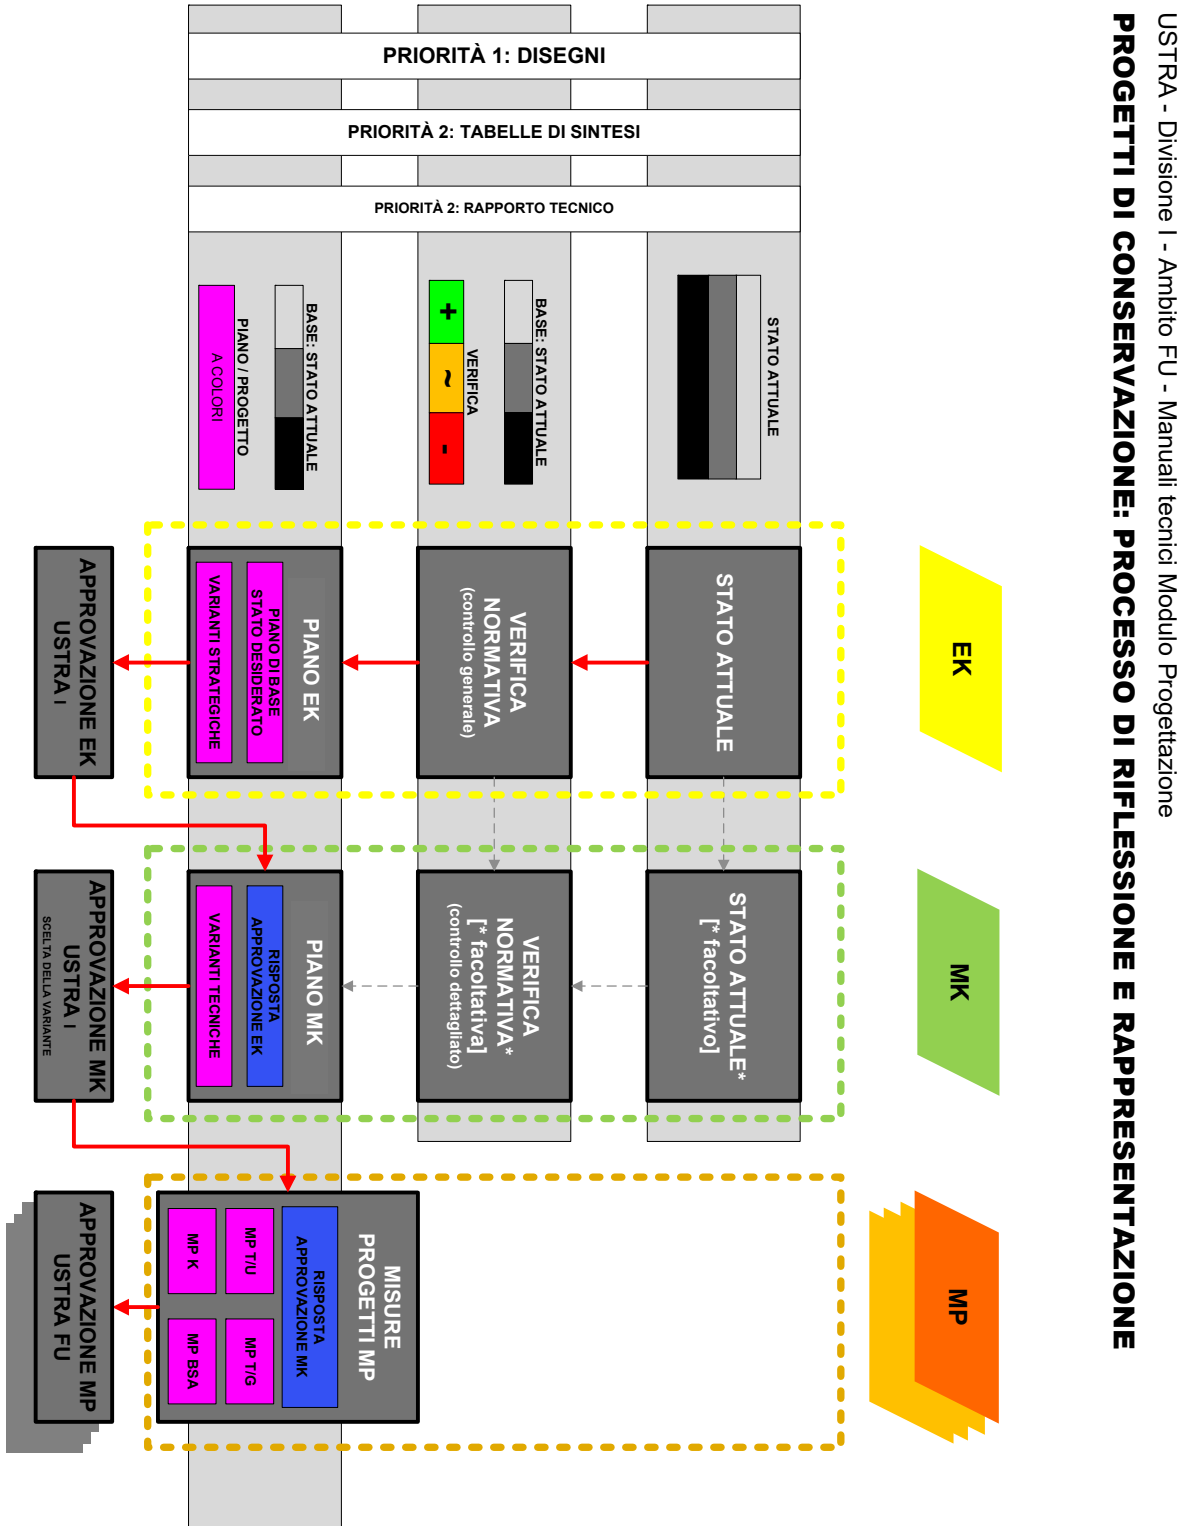 USTRA - Divisione I - Ambito FU - Manuali tecnici Modulo Progettazione
PROGETTI DI CONSERVAZIONE: PROCESSO DI RIFLESSIONE E RAPPRESENTAZIONE
EK
MK
MP
PRIORITÀ 1: DISEGNI
PRIORITÀ 2: TABELLE DI SINTESI
PRIORITÀ 2: RAPPORTO TECNICO
STATO ATTUALE
STATO ATTUALE
STATO ATTUALE*
[* facoltativo]
BASE: STATO ATTUALE
VERIFICA
+
~
-
VERIFICA
NORMATIVA
(controllo generale)
VERIFICA
NORMATIVA*
[* facoltativa]
(controllo dettagliato)
BASE: STATO ATTUALE
PIANO / PROGETTO
A COLORI
PIANO EK
PIANO DI BASE
STATO DESIDERATO
VARIANTI STRATEGICHE
PIANO MK
RISPOSTA
APPROVAZIONE EK
VARIANTI TECNICHE
MISURE
PROGETTI MP
RISPOSTA
APPROVAZIONE MK
MP T/U
MP T/G
MP K
MP BSA
APPROVAZIONE EK
USTRA I
APPROVAZIONE MK
USTRA I
SCELTA DELLA VARIANTE
APPROVAZIONE MP
USTRA FU